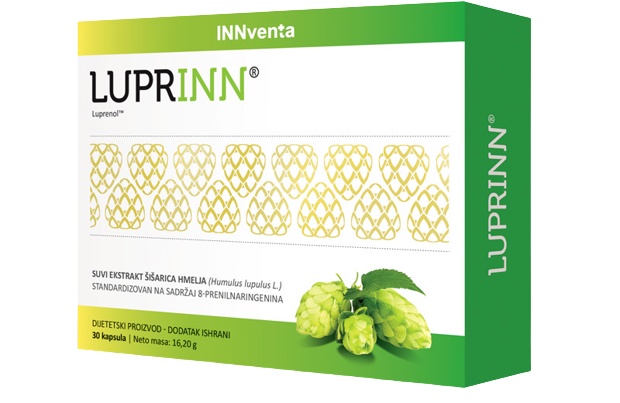 INNventa
LUPRINN®
Luprenol™
SUVI EKSTRAKT ŠIŠARICA HMELJA (Humulus lupulus L.)
STANDARDIZOVAN NA SADRŽAJ 8-PRENILNARINGENINA
DIJETETSKI PROIZVOD - DODATAK ISHRANI
30 kapsula | Neto masa: 16,20 g
LUPRINN®